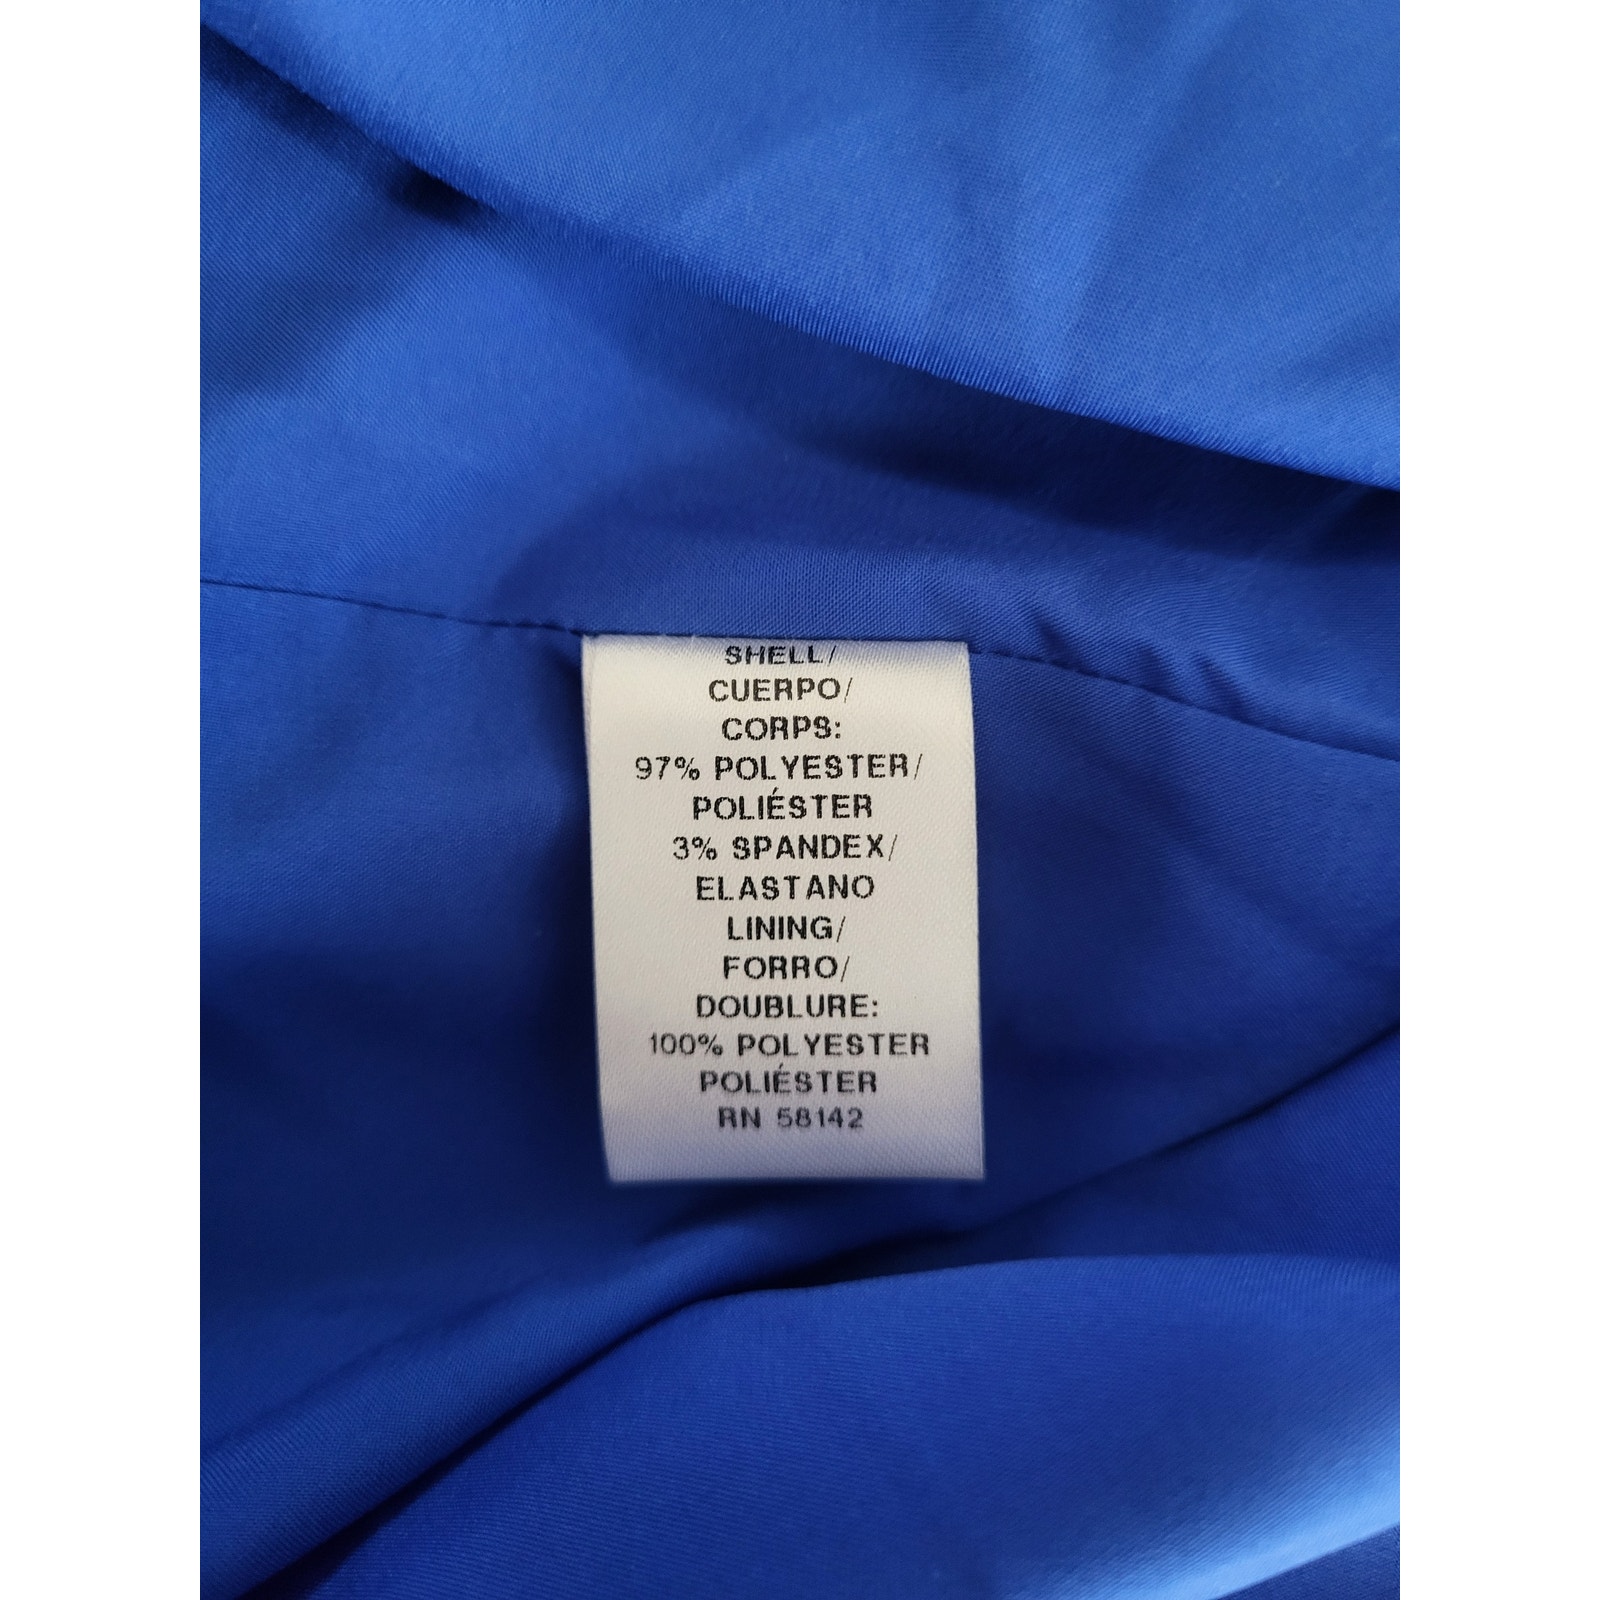 SHELL/
CUERPO/
CORPS:
97% POLYESTER/
POLIÉSTER
3% SPANDEX/
ELASTANO
LINING/
FORRO/
DOUBLURE:
100% POLYESTER
POLIÉSTER
RN 58142